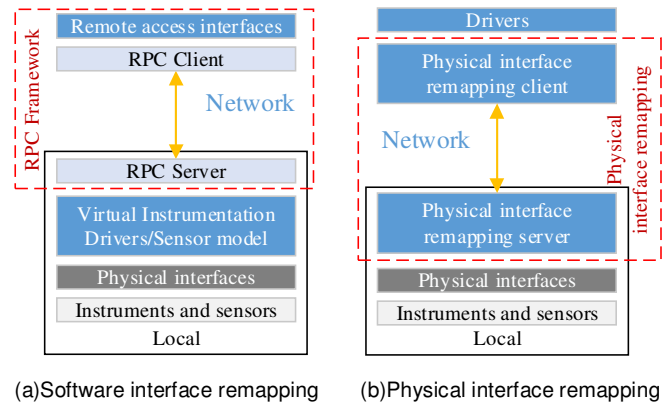 Remote access interfaces
RPC Client
RPC Framework
Network
RPC Server
Virtual Instrumentation
Drivers/Sensor model
Physical interfaces
Instruments and sensors
Local
(a)Software interface remapping
Drivers
Physical interface
remapping client
Network
Physical
interface remapping
Physical interface
remapping server
Physical interfaces
Instruments and sensors
Local
(b)Physical interface remapping